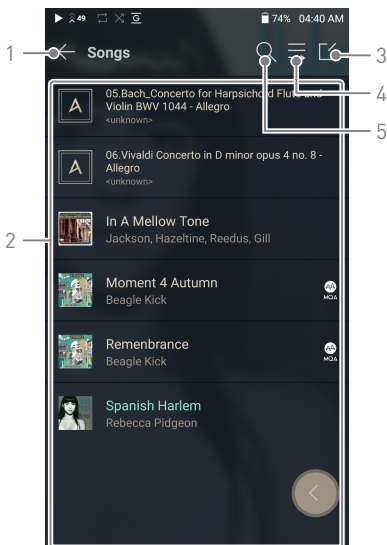 49 G 74% 04:40 AM
1 Songs 3
4
5
05.Bach_Concerto for Harpsichord Flute and
Violin BWV 1044 - Allegro
<unknown>
06.Vivaldi Concerto in D minor opus 4 no. 8 -
Allegro
<unknown>
2
In A Mellow Tone
Jackson, Hazeltine, Reedus, Gill
Moment 4 Autumn
Beagle Kick
MQA
Remenbrance
Beagle Kick
MQA
Spanish Harlem
Rebecca Pidgeon